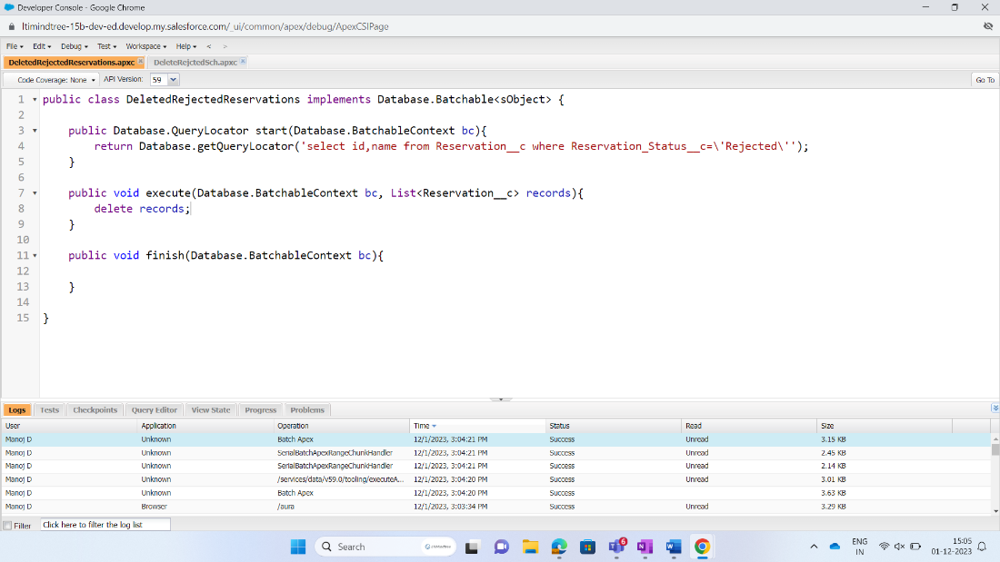 Developer Console - Google Chrome
ltimindtree-15b-dev-ed.develop.my.salesforce.com/_ui/common/apex/debug/ApexCSIPage
File Edit Debug Test Workspace Help < >
DeletedRejectedReservations.apxc DeleteRejctedSch.apxc
Code Coverage: None API Version: 59 Go To
1 public class DeletedRejectedReservations implements Database.Batchable<sObject> {
2
3 public Database.QueryLocator start(Database.BatchableContext bc){
4 return Database.getQueryLocator('select id,name from Reservation__c where Reservation_Status__c=\'Rejected\'');
5 }
6
7 public void execute(Database.BatchableContext bc, List<Reservation__c> records){
8 delete records;
9 }
10
11 public void finish(Database.BatchableContext bc){
12
13 }
14
15 }
Logs Tests Checkpoints Query Editor View State Progress Problems
User Application Operation Time Status Read Size
Manoj D Unknown Batch Apex 12/1/2023, 3:04:21 PM Success Unread 3.15 KB
Manoj D Unknown SerialBatchApexRangeChunkHandler 12/1/2023, 3:04:21 PM Success Unread 2.45 KB
Manoj D Unknown SerialBatchApexRangeChunkHandler 12/1/2023, 3:04:21 PM Success Unread 2.14 KB
Manoj D Unknown /services/data/v59.0/tooling/executeA... 12/1/2023, 3:04:20 PM Success Unread 3.01 KB
Manoj D Unknown Batch Apex 12/1/2023, 3:04:20 PM Success 3.63 KB
Manoj D Browser /aura 12/1/2023, 3:03:34 PM Success Unread 3.29 KB
Filter Click here to filter the log list
Search 6 ENG 15:05
IN 01-12-2023